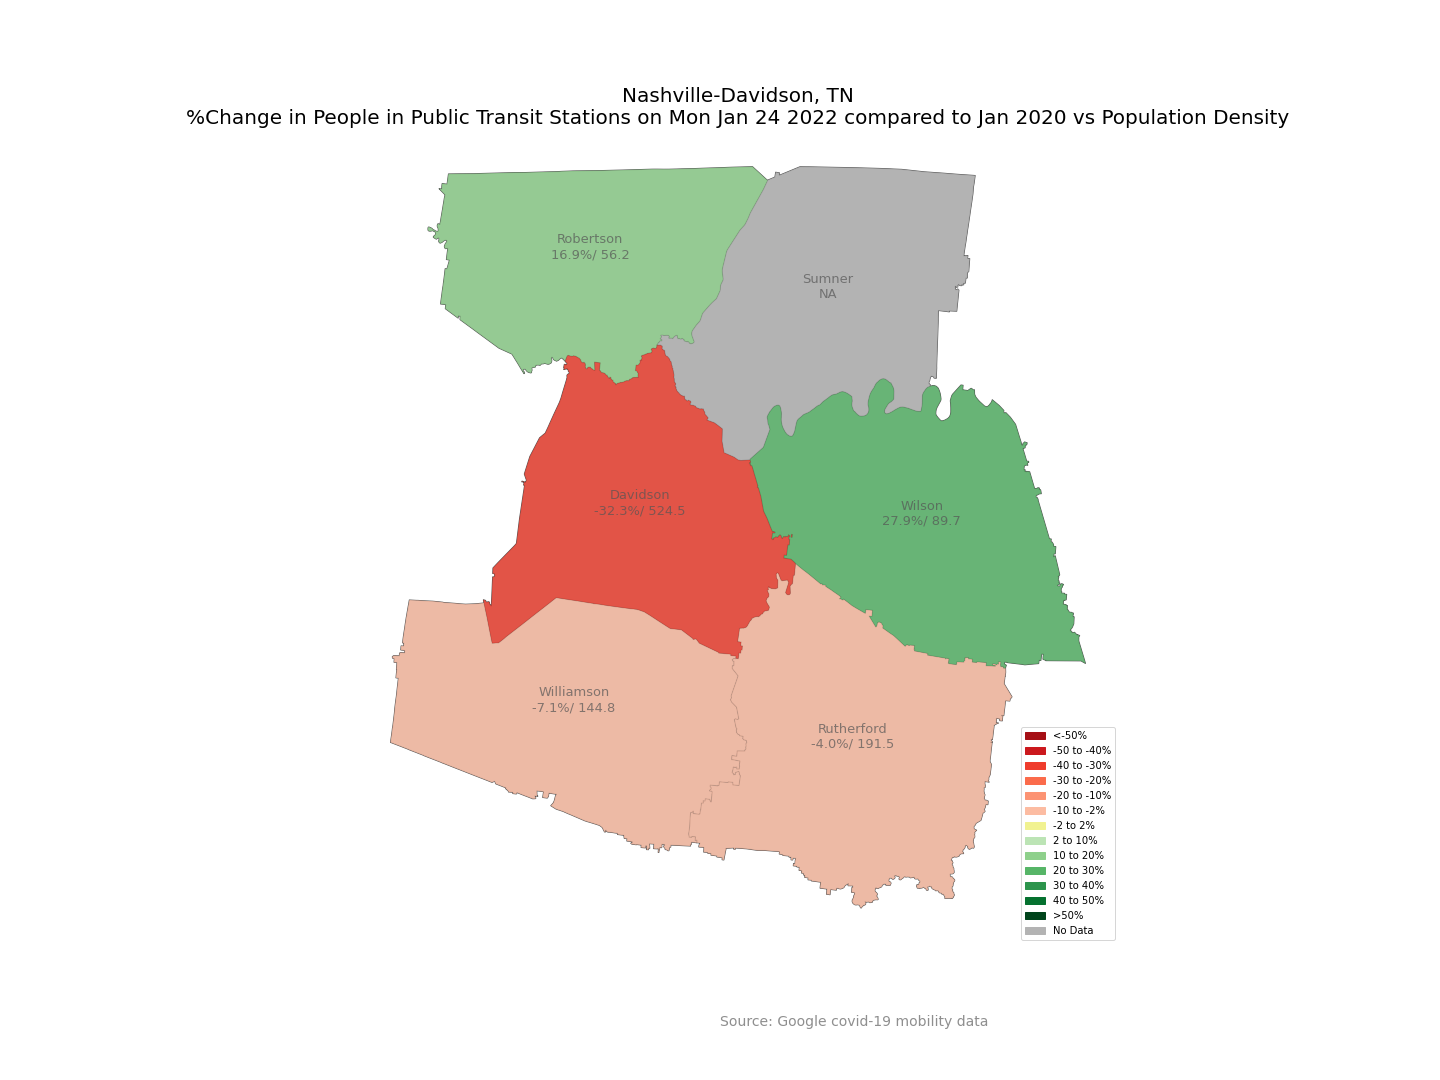 Nashville-Davidson, TN
%Change in People in Public Transit Stations on Mon Jan 24 2022 compared to Jan 2020 vs Population Density
Robertson
16.9%/ 56.2
Sumner
NA
Davidson
-32.3%/ 524.5
Wilson
27.9%/ 89.7
Williamson
-7.1%/ 144.8
Rutherford
-4.0%/ 191.5
<-50%
-50 to -40%
-40 to -30%
-30 to -20%
-20 to -10%
-10 to -2%
-2 to 2%
2 to 10%
10 to 20%
20 to 30%
30 to 40%
40 to 50%
>50%
No Data
Source: Google covid-19 mobility data